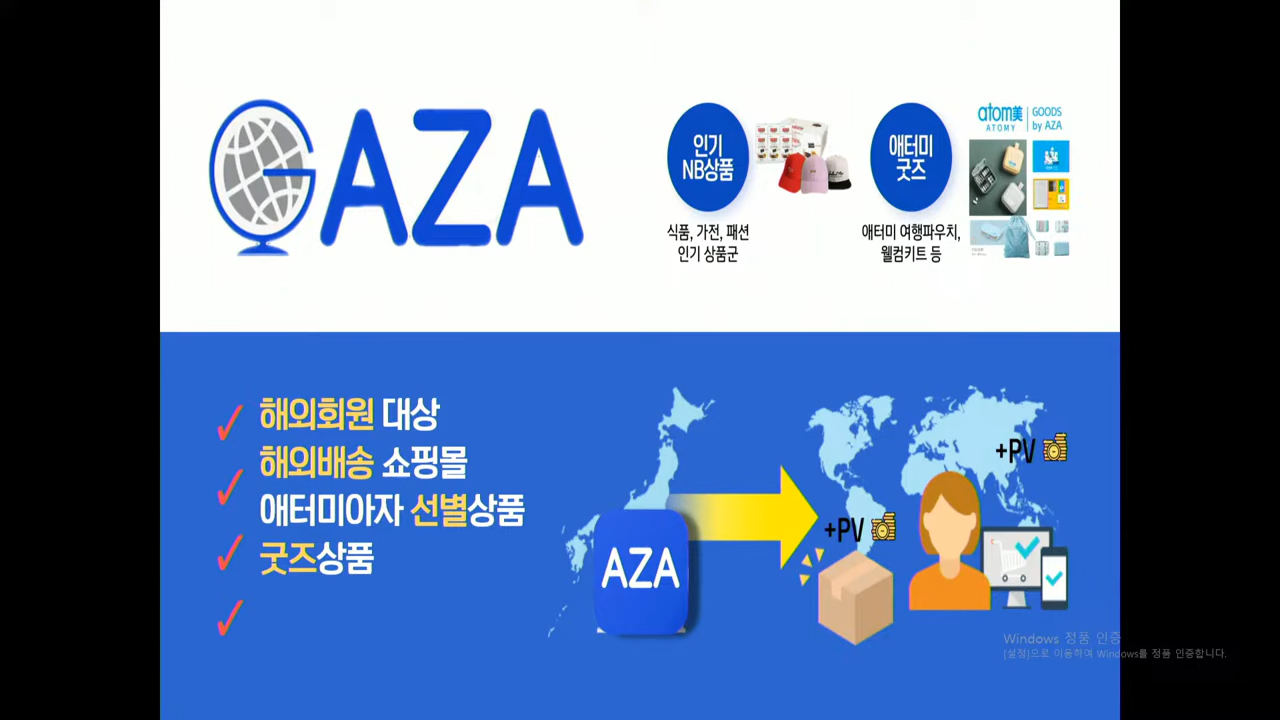 GAZA
인기
NB상품
식품, 가전, 패션
인기 상품군
애터미
굿즈
애터미 여행파우치,
웰컴키트 등
atom美
ATOMY
GOODS
by AZA
해외회원 대상
해외배송 쇼핑몰
애터미아자 선별상품
굿즈상품
AZA
+PV
+PV
Windows 정품 인증
[설정]으로 이동하여 Windows를 정품 인증합니다.